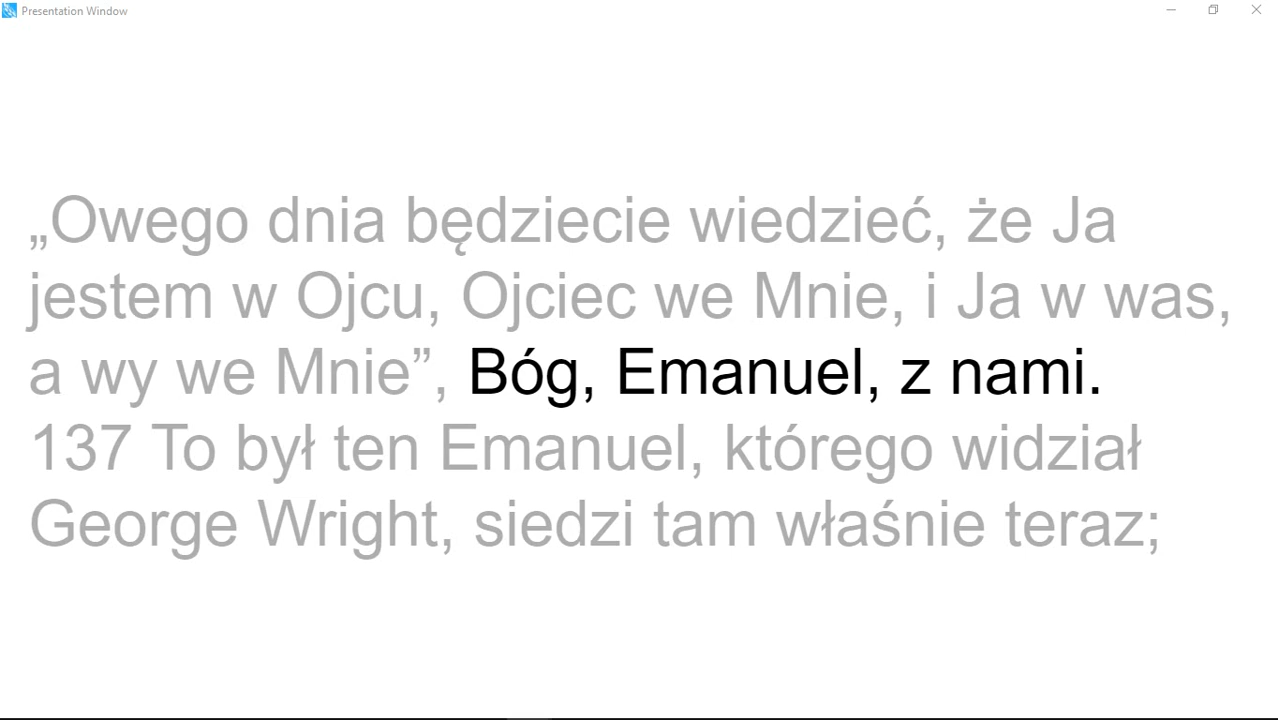 Presentation Window
„Owego dnia będziecie wiedzieć, że Ja
jestem w Ojcu, Ojciec we Mnie, i Ja w was,
a wy we Mnie”, Bóg, Emanuel, z nami.
137 To był ten Emanuel, którego widział
George Wright, siedzi tam właśnie teraz;